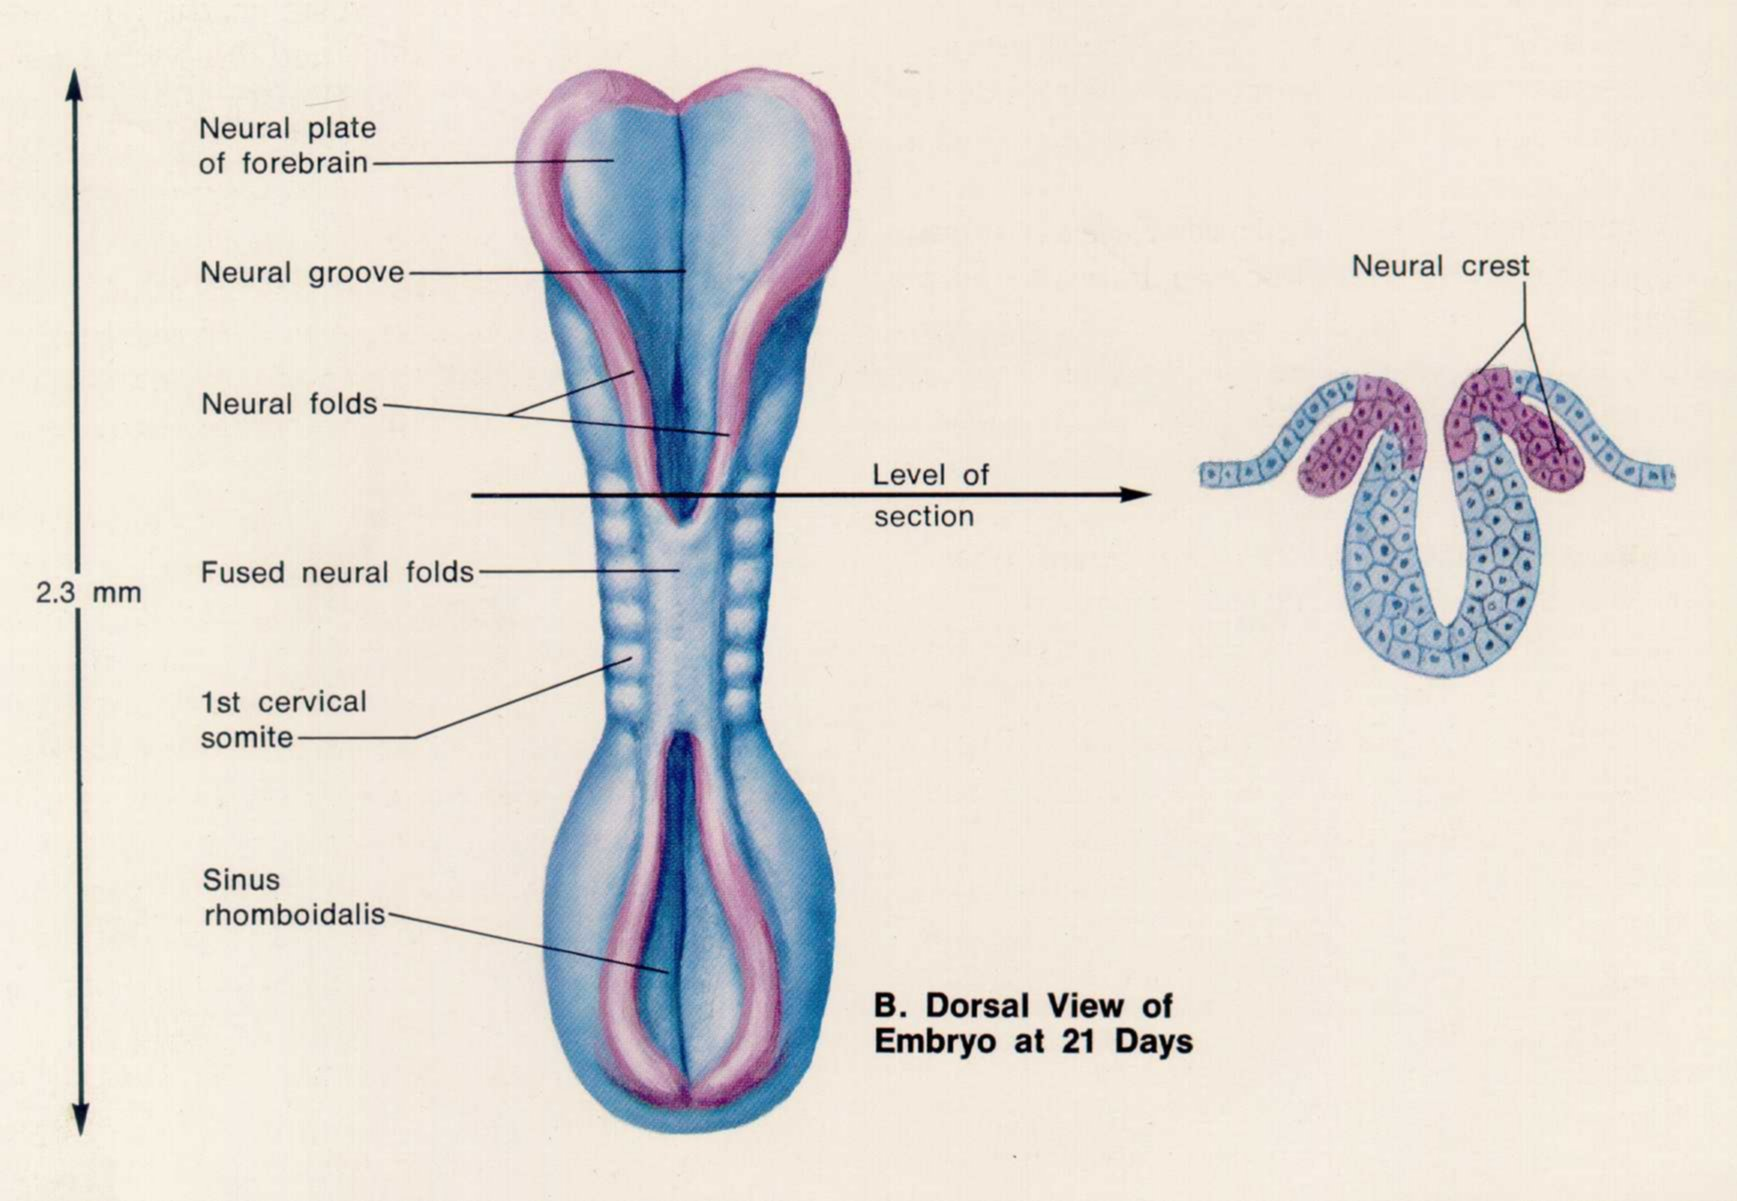 Neural plate
of forebrain
Neural groove
Neural folds
Level of
section
Fused neural folds
2.3 mm
1st cervical
somite
Sinus
rhomboidalis
Neural crest
B. Dorsal View of
Embryo at 21 Days